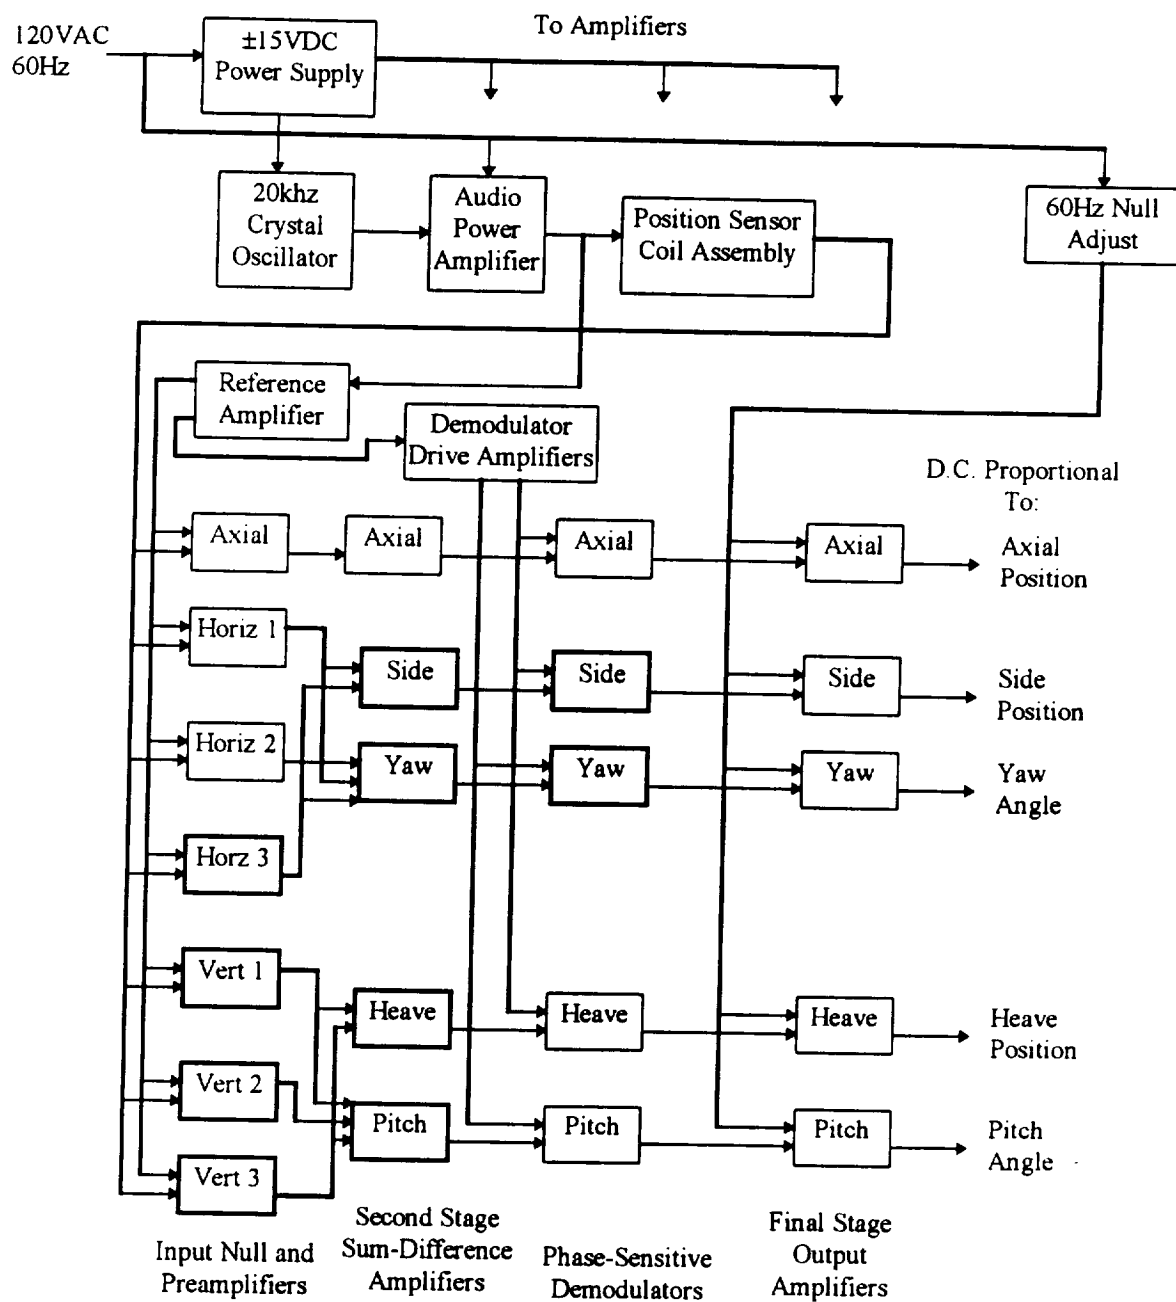 120VAC
60Hz
±15VDC
Power Supply
To Amplifiers
20khz
Crystal
Oscillator
Audio
Power
Amplifier
Position Sensor
Coil Assembly
60Hz Null
Adjust
Reference
Amplifier
Demodulator
Drive Amplifiers
D.C. Proportional
To:
Axial
Axial
Axial
Axial
Axial
Position
Horiz 1
Side
Side
Side
Side
Position
Horiz 2
Yaw
Yaw
Yaw
Yaw
Angle
Horz 3
Vert 1
Heave
Heave
Heave
Heave
Position
Vert 2
Pitch
Pitch
Pitch
Pitch
Angle
Vert 3
Input Null and
Preamplifiers
Second Stage
Sum-Difference
Amplifiers
Phase-Sensitive
Demodulators
Final Stage
Output
Amplifiers